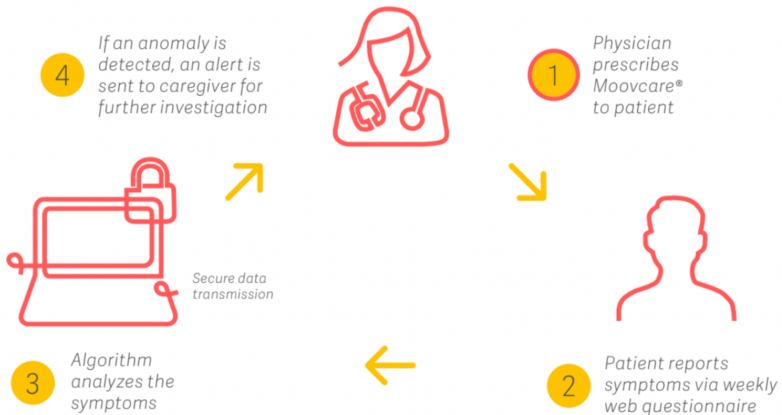 1
Physician
prescribes
Moovcare®
to patient
2
Patient reports
symptoms via weekly
web questionnaire
3
Algorithm
analyzes the
symptoms
Secure data
transmission
4
If an anomaly is
detected, an alert is
sent to caregiver for
further investigation